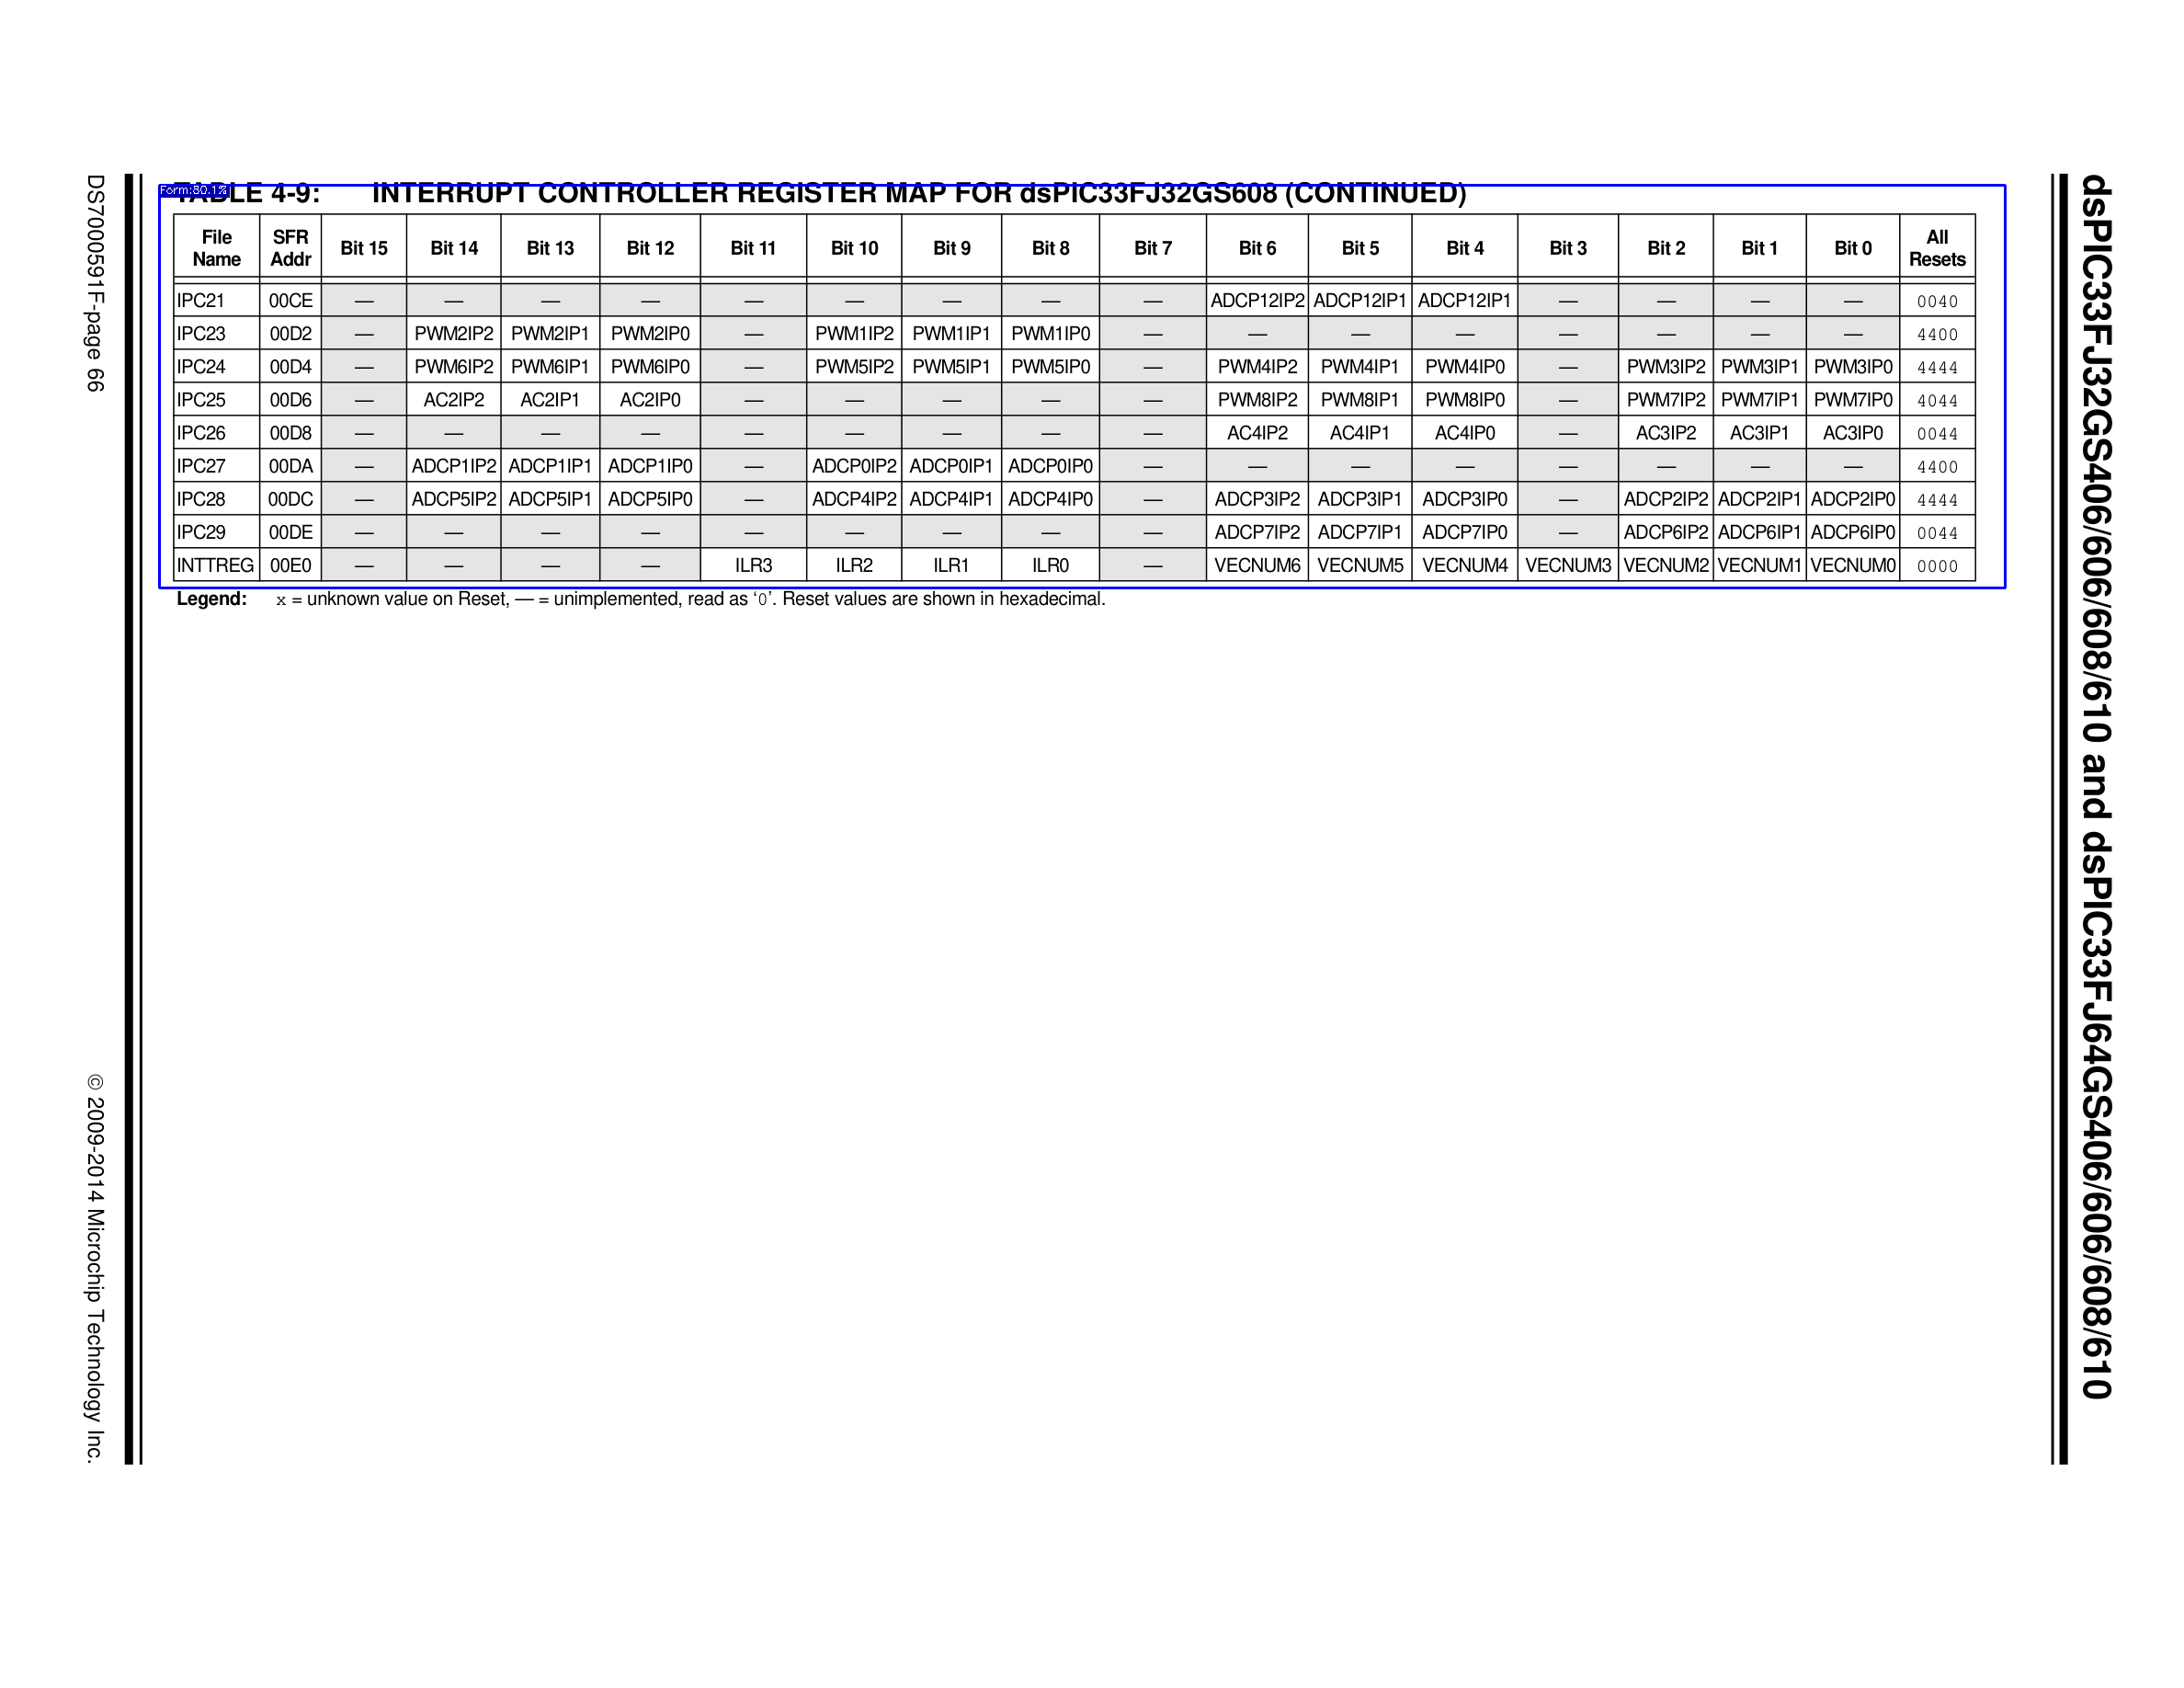 dsPIC33FJ32GS406/606/608/610 and dsPIC33FJ64GS406/606/608/610
Form:80.1%
TABLE 4-9: INTERRUPT CONTROLLER REGISTER MAP FOR dsPIC33FJ32GS608 (CONTINUED)
File Name SFR Addr Bit 15 Bit 14 Bit 13 Bit 12 Bit 11 Bit 10 Bit 9 Bit 8 Bit 7 Bit 6 Bit 5 Bit 4 Bit 3 Bit 2 Bit 1 Bit 0 All Resets
IPC21 00CE — — — — — — — — — ADCP12IP2 ADCP12IP1 ADCP12IP1 — — — — 0040
IPC23 00D2 — PWM2IP2 PWM2IP1 PWM2IP0 — PWM1IP2 PWM1IP1 PWM1IP0 — — — — — — — — 4400
IPC24 00D4 — PWM6IP2 PWM6IP1 PWM6IP0 — PWM5IP2 PWM5IP1 PWM5IP0 — PWM4IP2 PWM4IP1 PWM4IP0 — PWM3IP2 PWM3IP1 PWM3IP0 4444
IPC25 00D6 — AC2IP2 AC2IP1 AC2IP0 — — — — — PWM8IP2 PWM8IP1 PWM8IP0 — PWM7IP2 PWM7IP1 PWM7IP0 4044
IPC26 00D8 — — — — — — — — — AC4IP2 AC4IP1 AC4IP0 — AC3IP2 AC3IP1 AC3IP0 0044
IPC27 00DA — ADCP1IP2 ADCP1IP1 ADCP1IP0 — ADCP0IP2 ADCP0IP1 ADCP0IP0 — — — — — — — — 4400
IPC28 00DC — ADCP5IP2 ADCP5IP1 ADCP5IP0 — ADCP4IP2 ADCP4IP1 ADCP4IP0 — ADCP3IP2 ADCP3IP1 ADCP3IP0 — ADCP2IP2 ADCP2IP1 ADCP2IP0 4444
IPC29 00DE — — — — — — — — — ADCP7IP2 ADCP7IP1 ADCP7IP0 — ADCP6IP2 ADCP6IP1 ADCP6IP0 0044
INTTREG 00E0 — — — — ILR3 ILR2 ILR1 ILR0 — VECNUM6 VECNUM5 VECNUM4 VECNUM3 VECNUM2 VECNUM1 VECNUM0 0000
Legend: x = unknown value on Reset, — = unimplemented, read as ‘0’. Reset values are shown in hexadecimal.
DS7000591F-page 66
© 2009-2014 Microchip Technology Inc.